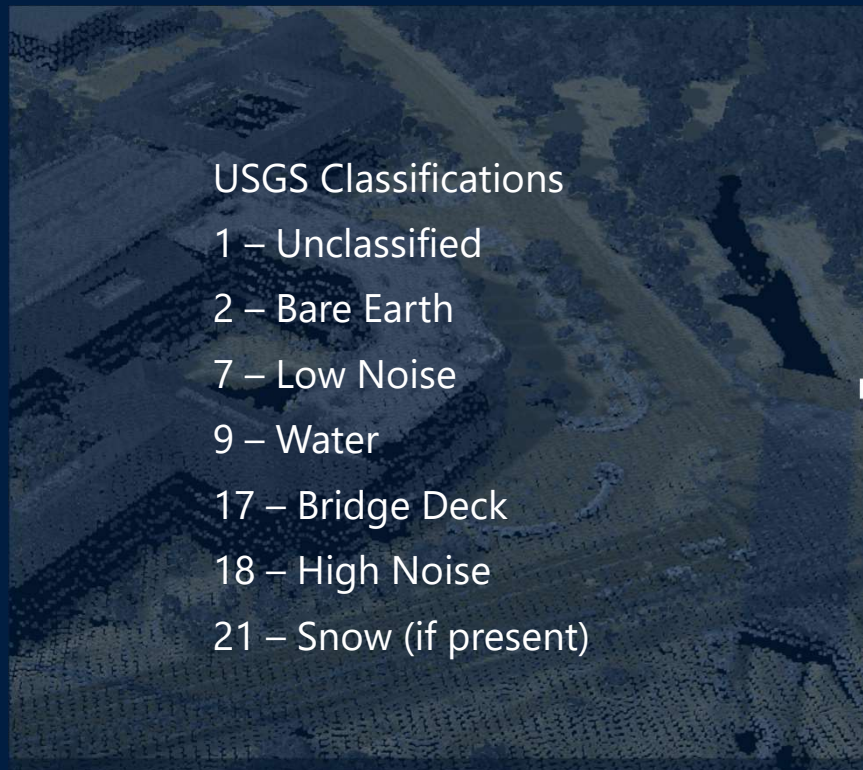 USGS Classifications
1 – Unclassified
2 – Bare Earth
7 – Low Noise
9 – Water
17 – Bridge Deck
18 – High Noise
21 – Snow (if present)